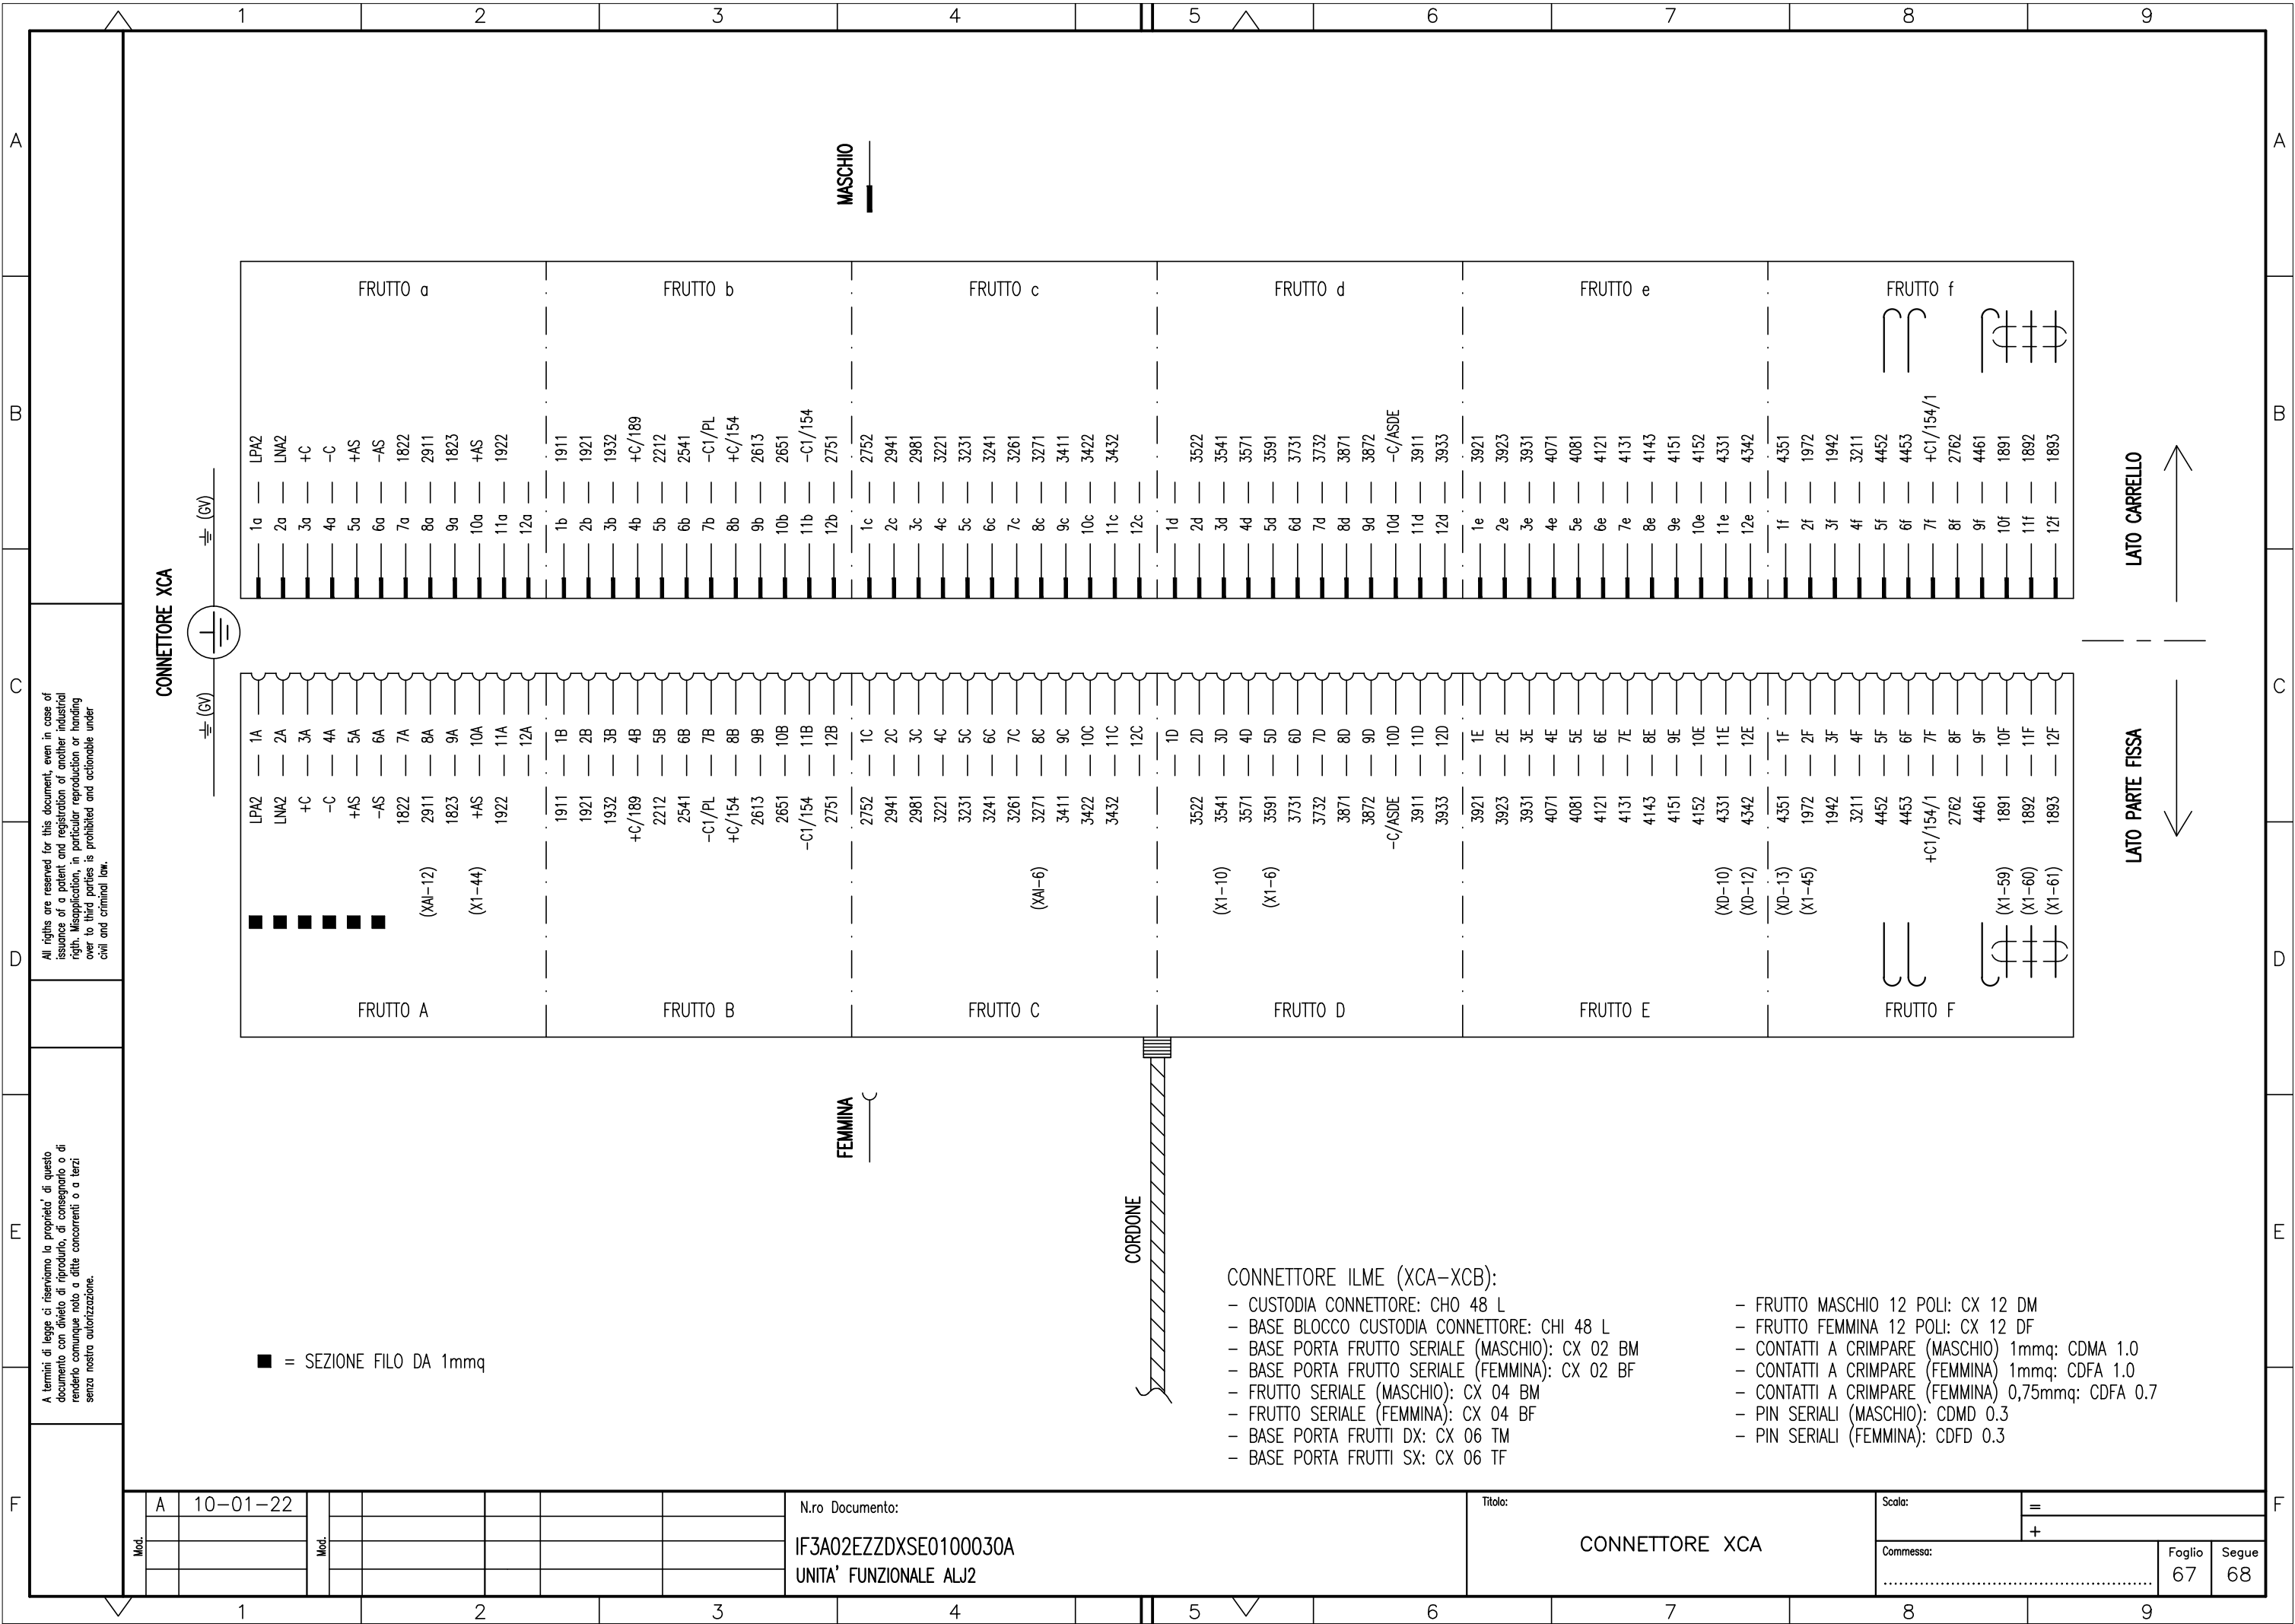 1 2 3 4 5 6 7 8 9
A
B
C
D
E
F
A
B
C
D
E
F
MASCHIO
CONNETTORE XCA
(GV)
(GV)
FRUTTO a
FRUTTO b
FRUTTO c
FRUTTO d
FRUTTO e
FRUTTO f
LPA2 LNA2 +C -C +AS -AS 1822 2911 1823 +AS 1922
1911 1921 1932 +C/189 2212 2541 -C1/PL +C/154 2613 2651 -C1/154 2751
2752 2941 2981 3221 3231 3241 3261 3271 3411 3422 3432
3522 3541 3571 3591 3731 3732 3871 3872 -C/ASDE 3911 3933
3921 3923 3931 4071 4081 4121 4131 4143 4151 4152 4331 4342
4351 1972 1942 3211 4452 4453 +C1/154/1 2762 4461 1891 1892 1893
1a 2a 3a 4a 5a 6a 7a 8a 9a 10a 11a 12a
1b 2b 3b 4b 5b 6b 7b 8b 9b 10b 11b 12b
1c 2c 3c 4c 5c 6c 7c 8c 9c 10c 11c 12c
1d 2d 3d 4d 5d 6d 7d 8d 9d 10d 11d 12d
1e 2e 3e 4e 5e 6e 7e 8e 9e 10e 11e 12e
1f 2f 3f 4f 5f 6f 7f 8f 9f 10f 11f 12f
LATO CARRELLO
LATO PARTE FISSA
1A 2A 3A 4A 5A 6A 7A 8A 9A 10A 11A 12A
1B 2B 3B 4B 5B 6B 7B 8B 9B 10B 11B 12B
1C 2C 3C 4C 5C 6C 7C 8C 9C 10C 11C 12C
1D 2D 3D 4D 5D 6D 7D 8D 9D 10D 11D 12D
1E 2E 3E 4E 5E 6E 7E 8E 9E 10E 11E 12E
1F 2F 3F 4F 5F 6F 7F 8F 9F 10F 11F 12F
LPA2 LNA2 +C -C +AS -AS 1822 2911 1823 +AS 1922
1911 1921 1932 +C/189 2212 2541 -C1/PL +C/154 2613 2651 -C1/154 2751
2752 2941 2981 3221 3231 3241 3261 3271 3411 3422 3432
3522 3541 3571 3591 3731 3732 3871 3872 -C/ASDE 3911 3933
3921 3923 3931 4071 4081 4121 4131 4143 4151 4152 4331 4342
4351 1972 1942 3211 4452 4453 +C1/154/1 2762 4461 1891 1892 1893
(XAI-12) (X1-44) (XAI-6) (X1-10) (X1-6) (XD-10) (XD-12) (XD-13) (X1-45) (X1-59) (X1-60) (X1-61)
FRUTTO A
FRUTTO B
FRUTTO C
FRUTTO D
FRUTTO E
FRUTTO F
FEMMINA
CORDONE
■ = SEZIONE FILO DA 1mmq
CONNETTORE ILME (XCA-XCB):
- CUSTODIA CONNETTORE: CHO 48 L
- BASE BLOCCO CUSTODIA CONNETTORE: CHI 48 L
- BASE PORTA FRUTTO SERIALE (MASCHIO): CX 02 BM
- BASE PORTA FRUTTO SERIALE (FEMMINA): CX 02 BF
- FRUTTO SERIALE (MASCHIO): CX 04 BM
- FRUTTO SERIALE (FEMMINA): CX 04 BF
- BASE PORTA FRUTTI DX: CX 06 TM
- BASE PORTA FRUTTI SX: CX 06 TF
- FRUTTO MASCHIO 12 POLI: CX 12 DM
- FRUTTO FEMMINA 12 POLI: CX 12 DF
- CONTATTI A CRIMPARE (MASCHIO) 1mmq: CDMA 1.0
- CONTATTI A CRIMPARE (FEMMINA) 1mmq: CDFA 1.0
- CONTATTI A CRIMPARE (FEMMINA) 0,75mmq: CDFA 0.7
- PIN SERIALI (MASCHIO): CDMD 0.3
- PIN SERIALI (FEMMINA): CDFD 0.3
All rigths are reserved for this document, even in case of
issuance of a patent and registration of another industrial
rigth. Misapplication, in particular reproduction or handing
over to third parties is prohibited and actionable under
civil and criminal law.
A termini di legge ci riserviamo la proprieta' di questo
documento con divieto di riprodurlo, di consegnarlo o di
renderlo comunque noto a ditte concorrenti o a terzi
senza nostra autorizzazione.
Mod.
A 10-01-22
Mod.
N.ro Documento:
IF3A02EZZDXSE0100030A
UNITA' FUNZIONALE ALJ2
Titolo:
CONNETTORE XCA
Scala:
=
+
Commessa:
Foglio
67
Segue
68
1 2 3 4 5 6 7 8 9